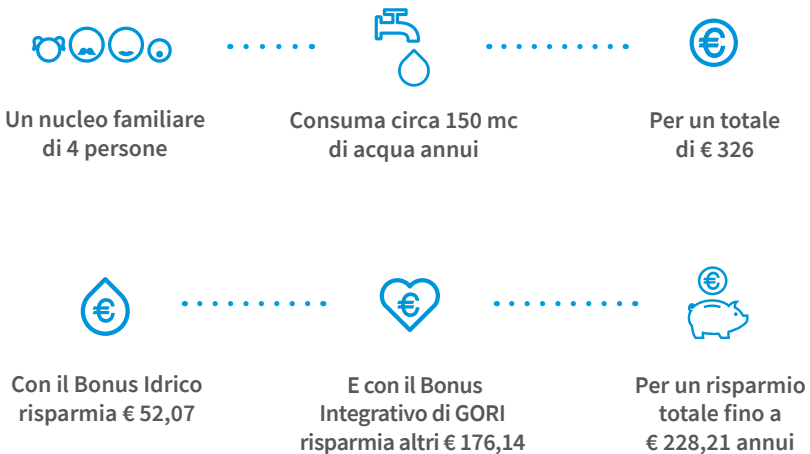 Un nucleo familiare
di 4 persone
Consuma circa 150 mc
di acqua annui
Per un totale
di € 326
Con il Bonus Idrico
risparmia € 52,07
E con il Bonus
Integrativo di GORI
risparmia altri € 176,14
Per un risparmio
totale fino a
€ 228,21 annui